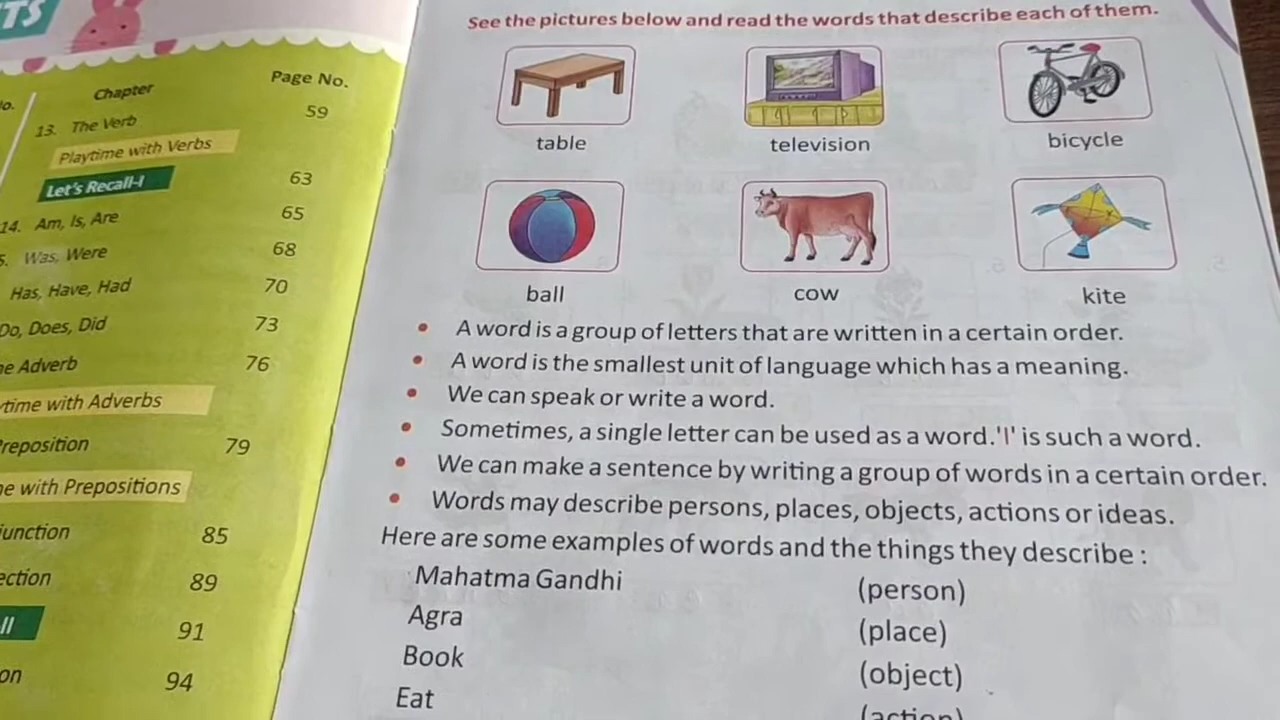 TS
Chapter Page No.
13. The Verb 59
Playtime with Verbs
Let's Recall-I 63
14. Am, Is, Are 65
Was, Were 68
Has, Have, Had 70
Do, Does, Did 73
Adverb 76
time with Adverbs
Preposition 79
with Prepositions
unction 85
ection 89
ll 91
on 94
See the pictures below and read the words that describe each of them.
table television bicycle
ball cow kite
• A word is a group of letters that are written in a certain order.
• A word is the smallest unit of language which has a meaning.
• We can speak or write a word.
• Sometimes, a single letter can be used as a word.'I' is such a word.
• We can make a sentence by writing a group of words in a certain order.
• Words may describe persons, places, objects, actions or ideas.
Here are some examples of words and the things they describe :
Mahatma Gandhi (person)
Agra (place)
Book (object)
Eat (action)